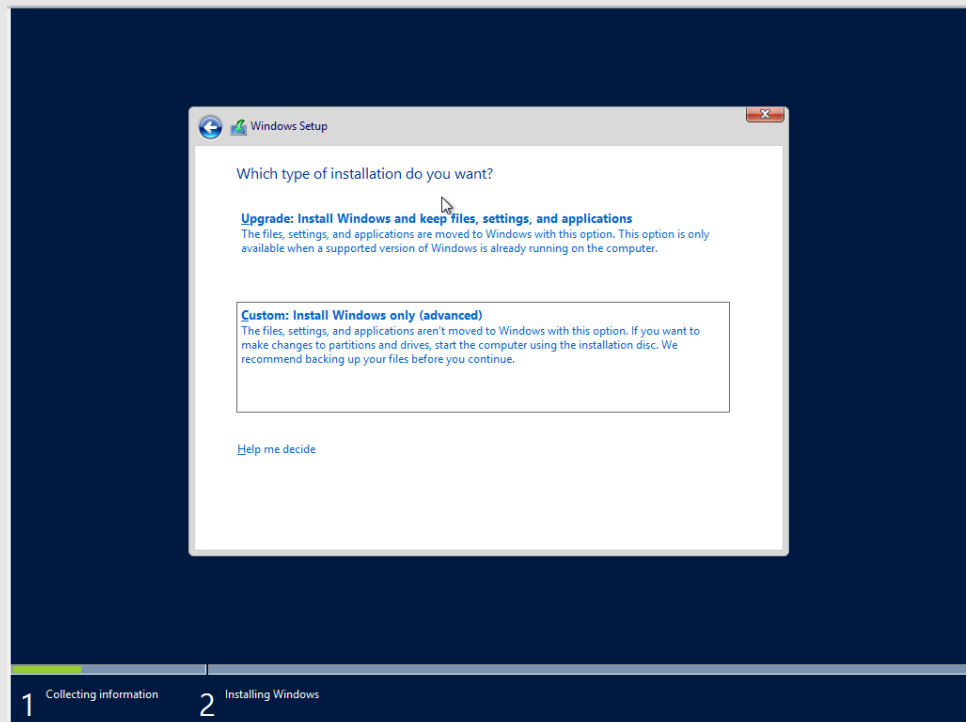 Windows Setup
Which type of installation do you want?
Upgrade: Install Windows and keep files, settings, and applications
The files, settings, and applications are moved to Windows with this option. This option is only
available when a supported version of Windows is already running on the computer.
Custom: Install Windows only (advanced)
The files, settings, and applications aren't moved to Windows with this option. If you want to
make changes to partitions and drives, start the computer using the installation disc. We
recommend backing up your files before you continue.
Help me decide
1 Collecting information
2 Installing Windows